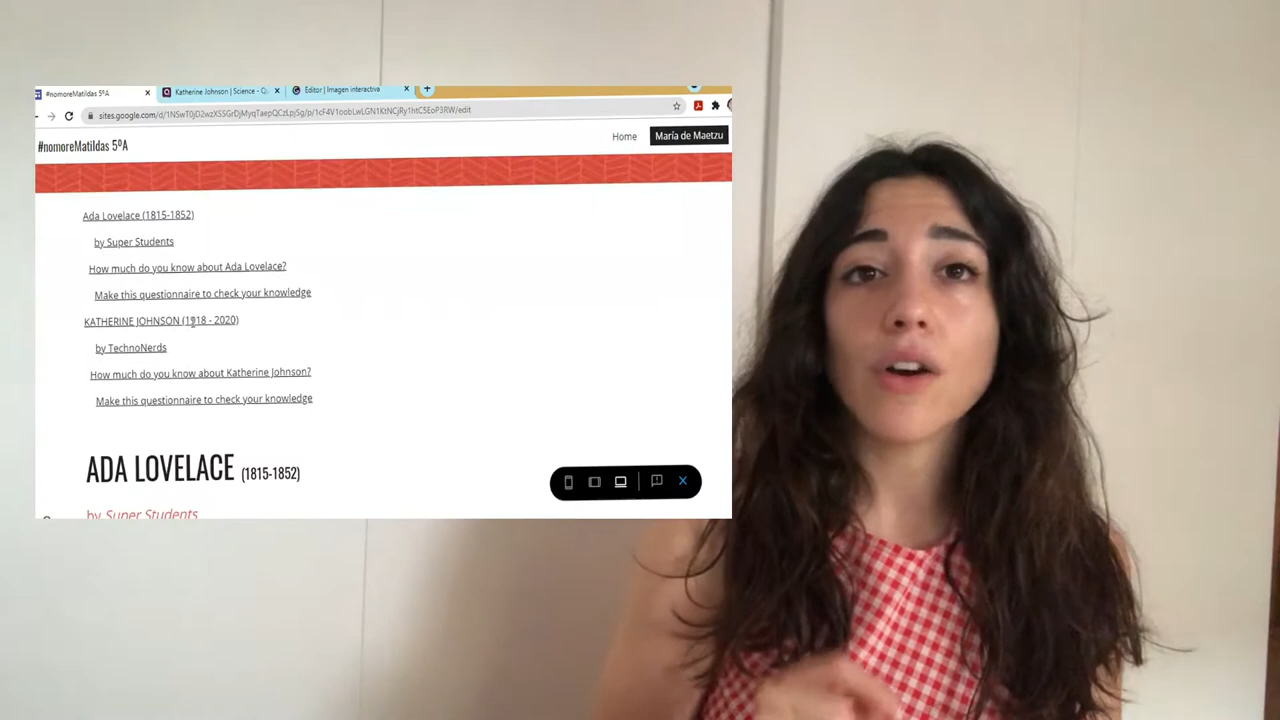 #nomoreMatildas 5ºA
Katherine Johnson | Science - Q
Editor | Imagen interactiva
#nomoreMatildas 5ºA
Home
María de Maetzu
Ada Lovelace (1815-1852)
by Super Students
How much do you know about Ada Lovelace?
Make this questionnaire to check your knowledge
KATHERINE JOHNSON (1918 - 2020)
by TechnoNerds
How much do you know about Katherine Johnson?
Make this questionnaire to check your knowledge
ADA LOVELACE (1815-1852)
by Super Students